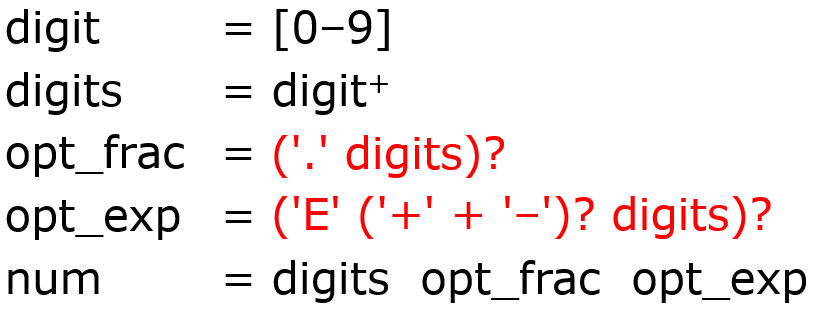 digit = [0–9]
digits = digit⁺
opt_frac = ('.' digits)?
opt_exp = ('E' ('+' + '–')? digits)?
num = digits opt_frac opt_exp